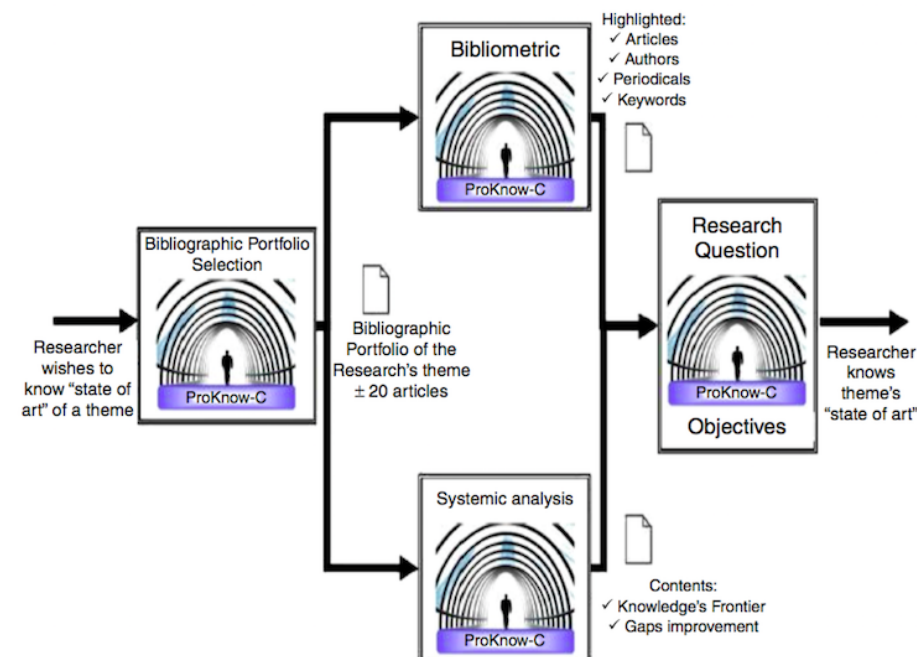 Researcher
wishes to
know “state of
art” of a theme
Bibliographic Portfolio
Selection
ProKnow-C
Bibliographic
Portfolio of the
Research’s theme
± 20 articles
Bibliometric
ProKnow-C
Highlighted:
✓ Articles
✓ Authors
✓ Periodicals
✓ Keywords
Systemic analysis
ProKnow-C
Contents:
✓ Knowledge’s Frontier
✓ Gaps improvement
Research
Question
ProKnow-C
Objectives
Researcher
knows
theme’s
“state of art”